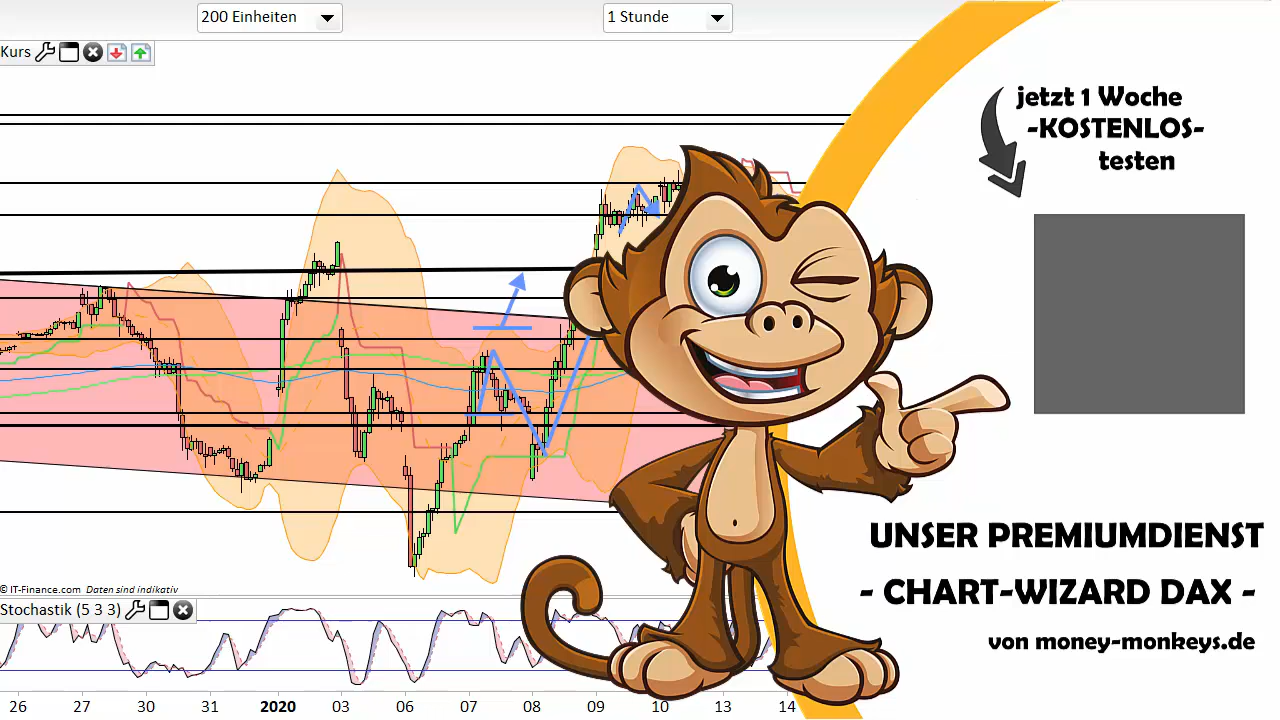 200 Einheiten
1 Stunde
Kurs
jetzt 1 Woche
-KOSTENLOS-
testen
UNSER PREMIUMDIENST
- CHART-WIZARD DAX -
von money-monkeys.de
© IT-Finance.com Daten sind indikativ
Stochastik (5 3 3)
26 27 30 31 2020 03 06 07 08 09 10 13 14